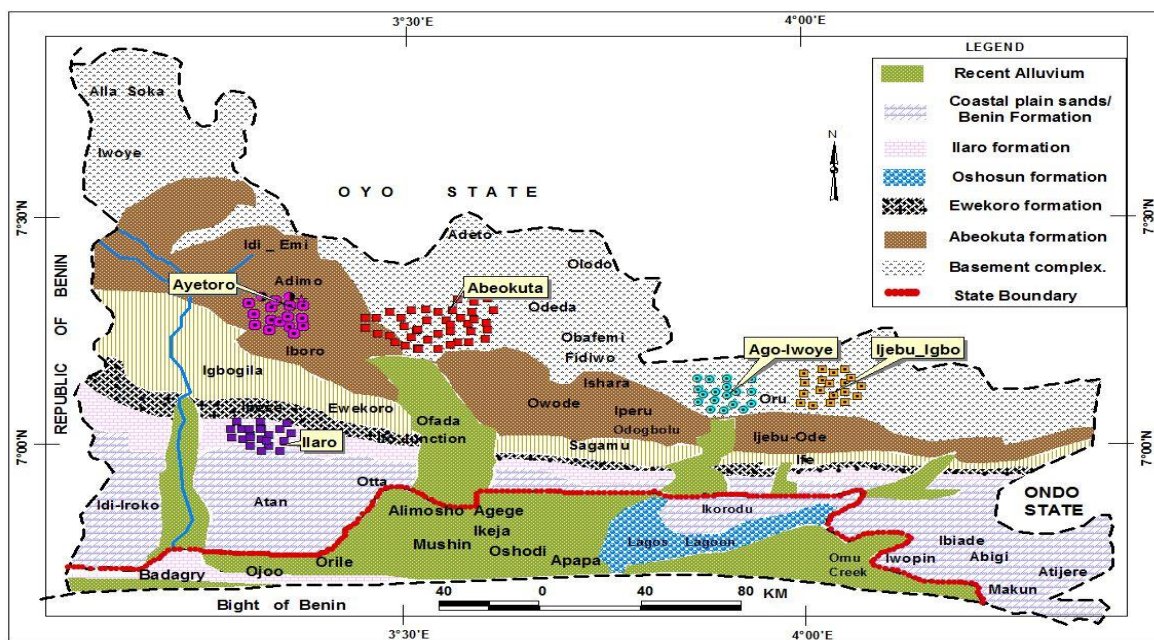 3°30'E
4°00'E
LEGEND
Recent Alluvium
Coastal plain sands/
Benin Formation
Ilaro formation
Oshosun formation
Ewekoro formation
Abeokuta formation
Basement complex.
State Boundary
N
Alla Soka
Iwoye
OYO STATE
7°30'N
7°30'N
Adeto
Idi _ Emi
Olodo
Adimo
Ayetoro
Abeokuta
Odeda
REPUBLIC OF BENIN
Obafemi
Fidiwo
Iboro
Ago-Iwoye
Ijebu_Igbo
Igbogila
Ishara
Oru
Owode
Ewekoro
Iperu
Ofada
Odogbolu
Junction
Ijebu-Ode
7°00'N
7°00'N
Ilaro
Sagamu
Ife
Otta
ONDO
STATE
Idi-Iroko
Atan
Alimosho
Agege
Ikorodu
Ikeja
Mushin
Oshodi
Lagos Lagoon
Ibiade
Orile
Apapa
Omu
Creek
Iwopin
Abigi
Badagry
Ojoo
Atijere
Makun
Bight of Benin
40 0 40 80 KM
3°30'E
4°00'E